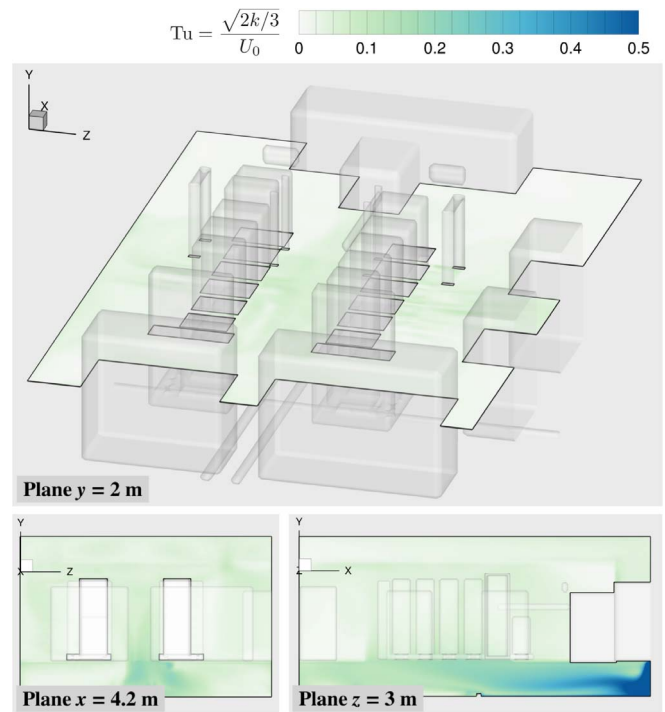 Tu = √2k/3 / U₀
0 0.1 0.2 0.3 0.4 0.5
Y
X
Z
Plane y = 2 m
Y
X Z
Plane x = 4.2 m
Y
Z X
Plane z = 3 m